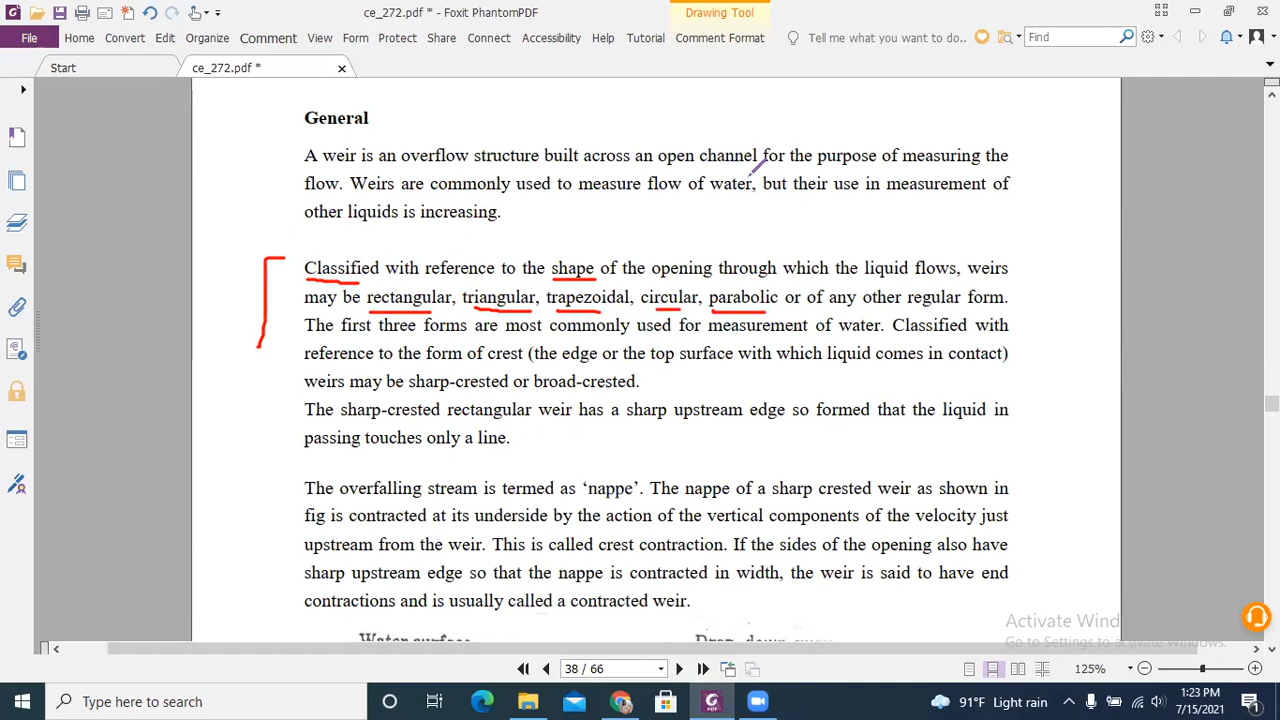 ce_272.pdf * - Foxit PhantomPDF
Drawing Tool
File Home Convert Edit Organize Comment View Form Protect Share Connect Accessibility Help Tutorial Comment Format Tell me what you want to do.. Find
Start
ce_272.pdf *
General
A weir is an overflow structure built across an open channel for the purpose of measuring the
flow. Weirs are commonly used to measure flow of water, but their use in measurement of
other liquids is increasing.
Classified with reference to the shape of the opening through which the liquid flows, weirs
may be rectangular, triangular, trapezoidal, circular, parabolic or of any other regular form.
The first three forms are most commonly used for measurement of water. Classified with
reference to the form of crest (the edge or the top surface with which liquid comes in contact)
weirs may be sharp-crested or broad-crested.
The sharp-crested rectangular weir has a sharp upstream edge so formed that the liquid in
passing touches only a line.
The overfalling stream is termed as ‘nappe’. The nappe of a sharp crested weir as shown in
fig is contracted at its underside by the action of the vertical components of the velocity just
upstream from the weir. This is called crest contraction. If the sides of the opening also have
sharp upstream edge so that the nappe is contracted in width, the weir is said to have end
contractions and is usually called a contracted weir.
Water surface
Activate Wind
Go to Settings to activate Windows.
38 / 66
125%
Type here to search
91°F Light rain
1:23 PM
7/15/2021